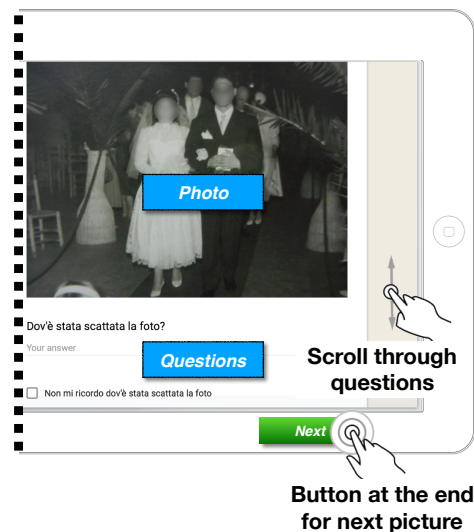 Photo
Dov'è stata scattata la foto?
Your answer
Questions
Non mi ricordo dov'è stata scattata la foto
Scroll through
questions
Next
Button at the end
for next picture